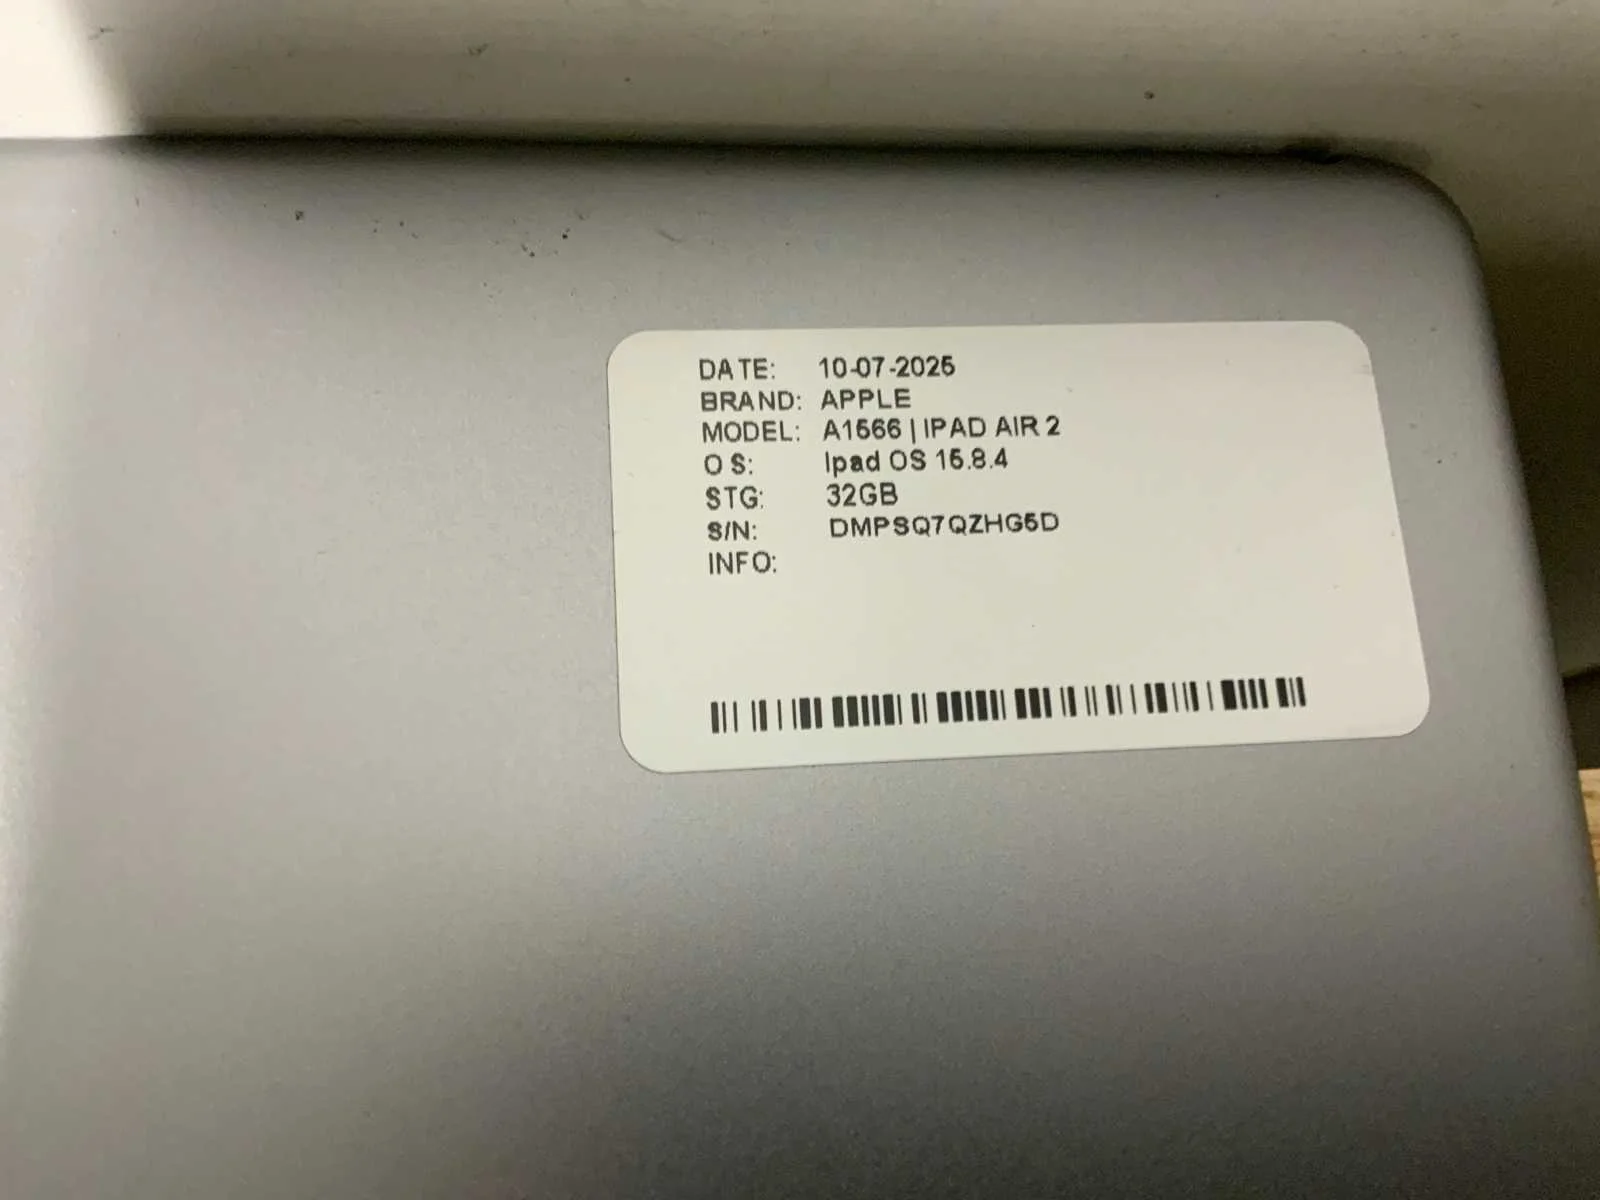 DATE: 10-07-2025
BRAND: APPLE
MODEL: A1566 | IPAD AIR 2
OS: Ipad OS 15.8.4
STG: 32GB
S/N: DMPSQ7QZHG5D
INFO: